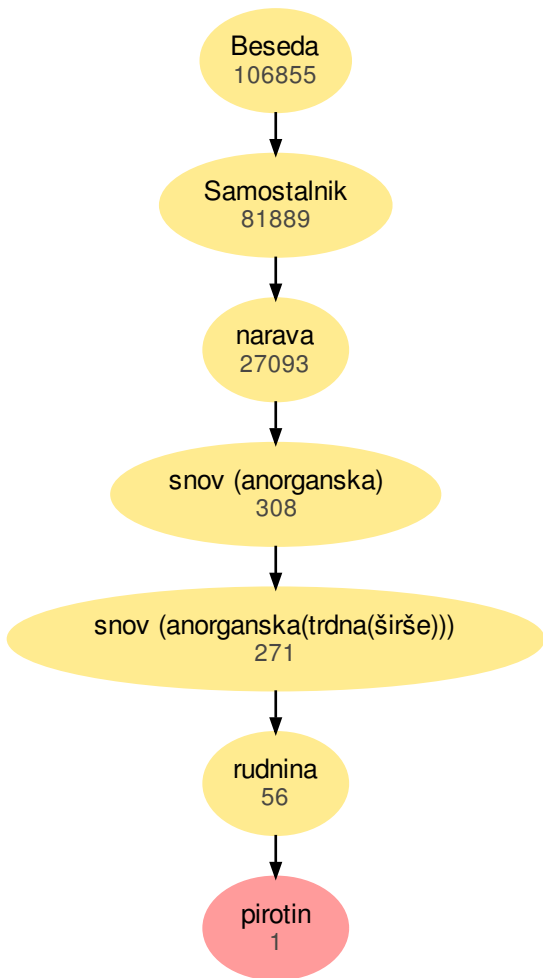 Beseda
106855
Samostalnik
81889
narava
27093
snov (anorganska)
308
snov (anorganska(trdna(širše)))
271
rudnina
56
pirotin
1